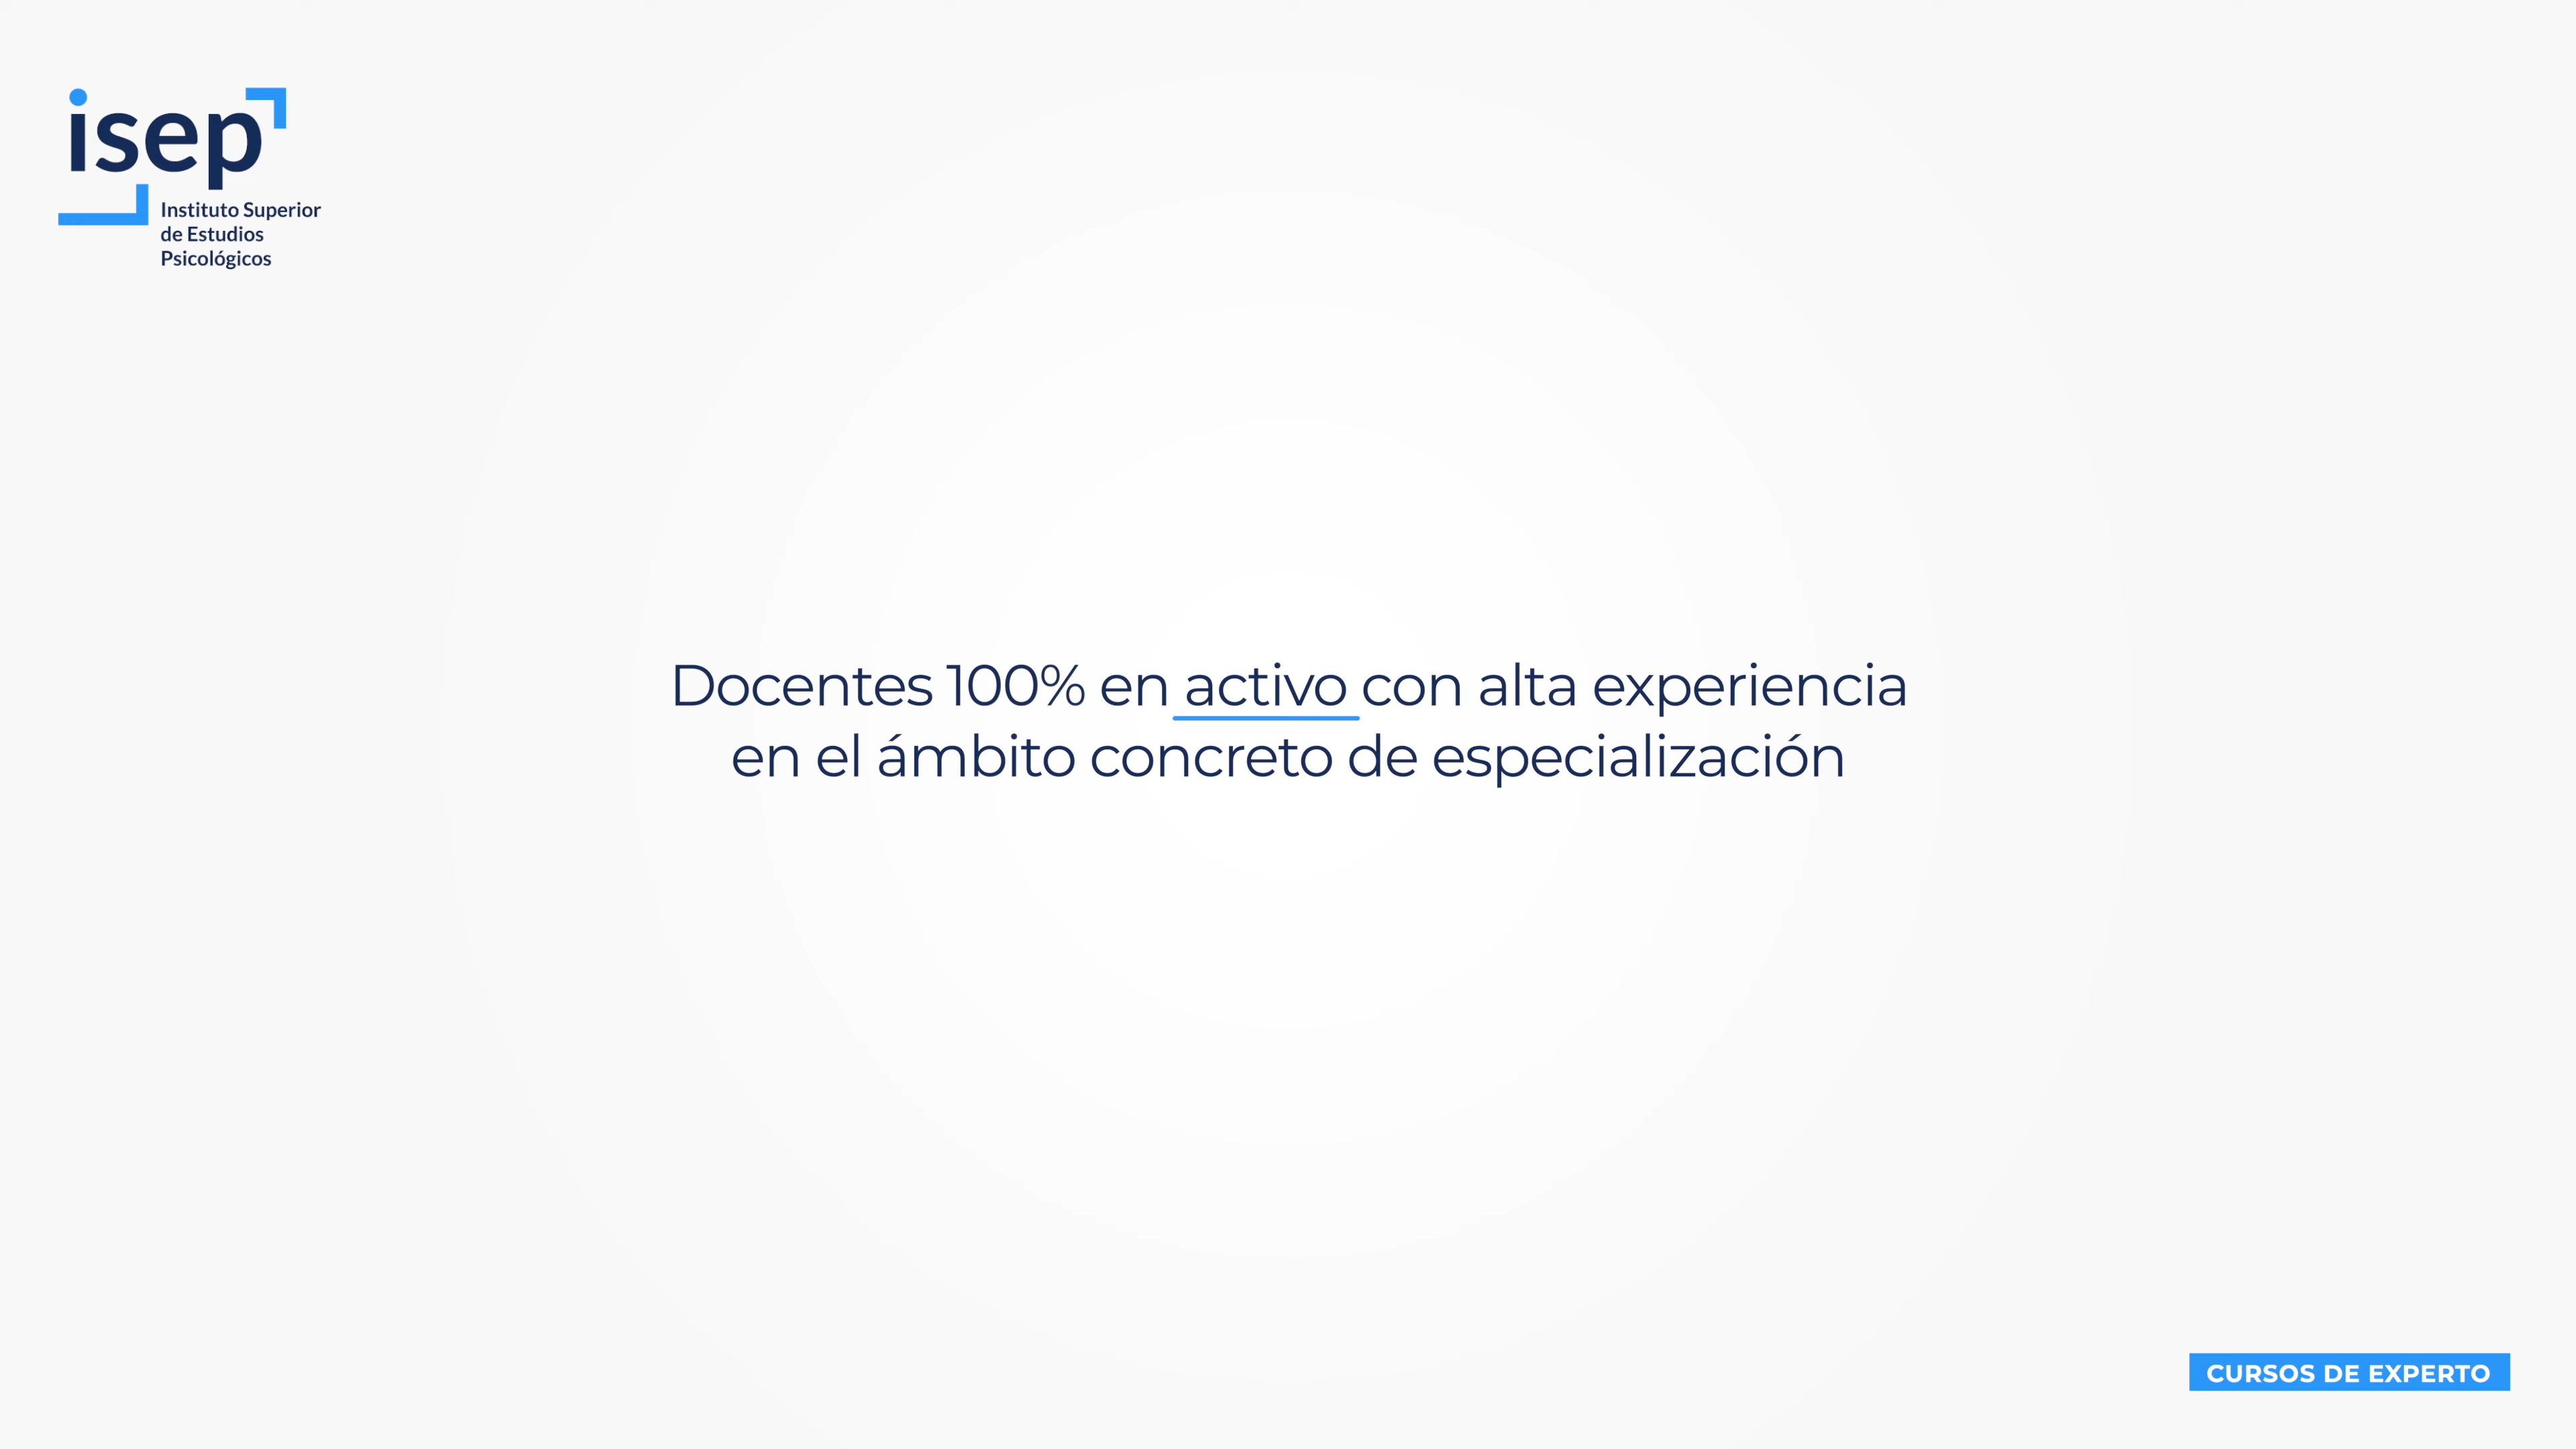 isep
Instituto Superior
de Estudios
Psicológicos
Docentes 100% en activo con alta experiencia
en el ámbito concreto de especialización
CURSOS DE EXPERTO